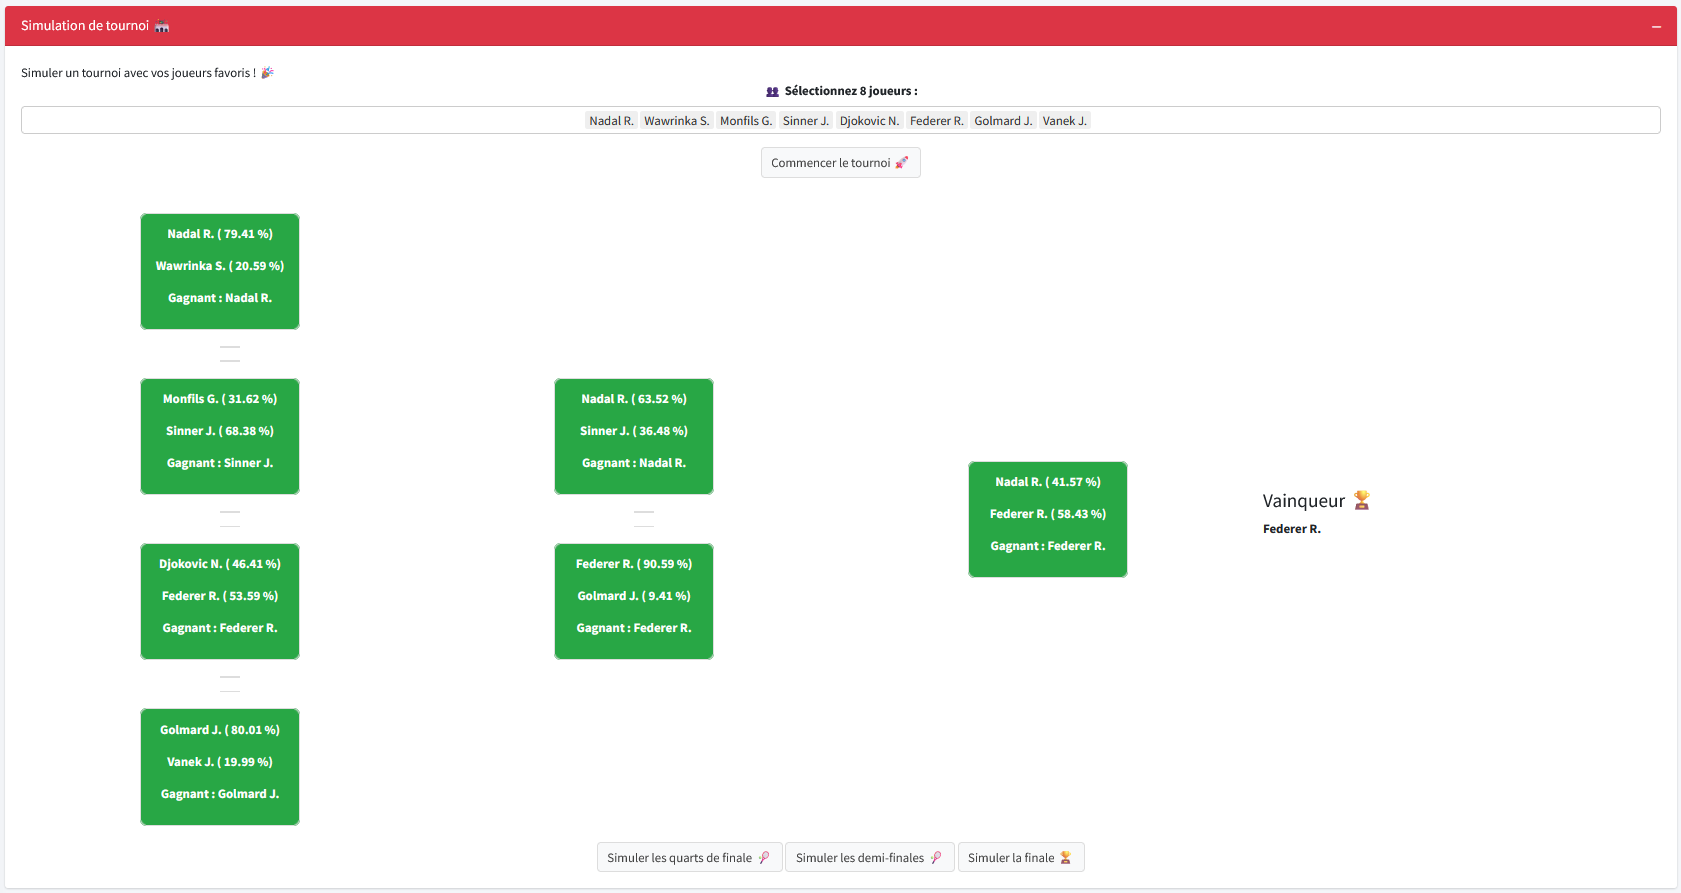 Simulation de tournoi
Simuler un tournoi avec vos joueurs favoris !
Sélectionnez 8 joueurs :
Nadal R. Wawrinka S. Monfils G. Sinner J. Djokovic N. Federer R. Golmard J. Vanek J.
Commencer le tournoi
Nadal R. ( 79.41 %)
Wawrinka S. ( 20.59 %)
Gagnant : Nadal R.
Monfils G. ( 31.62 %)
Sinner J. ( 68.38 %)
Gagnant : Sinner J.
Djokovic N. ( 46.41 %)
Federer R. ( 53.59 %)
Gagnant : Federer R.
Golmard J. ( 80.01 %)
Vanek J. ( 19.99 %)
Gagnant : Golmard J.
Nadal R. ( 63.52 %)
Sinner J. ( 36.48 %)
Gagnant : Nadal R.
Federer R. ( 90.59 %)
Golmard J. ( 9.41 %)
Gagnant : Federer R.
Nadal R. ( 41.57 %)
Federer R. ( 58.43 %)
Gagnant : Federer R.
Vainqueur
Federer R.
Simuler les quarts de finale
Simuler les demi-finales
Simuler la finale